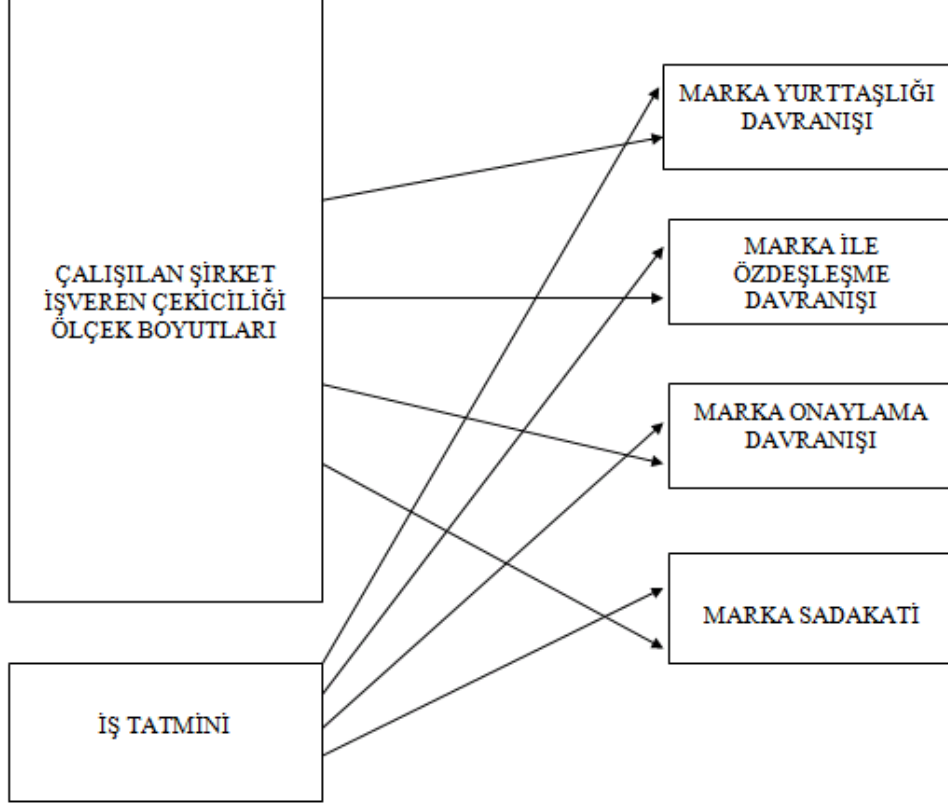 ÇALIŞILAN ŞİRKET
İŞVEREN ÇEKİCİLİĞİ
ÖLÇEK BOYUTLARI
İŞ TATMİNİ
MARKA YURTTAŞLIĞI
DAVRANIŞI
MARKA İLE
ÖZDEŞLEŞME
DAVRANIŞI
MARKA ONAYLAMA
DAVRANIŞI
MARKA SADAKATİ